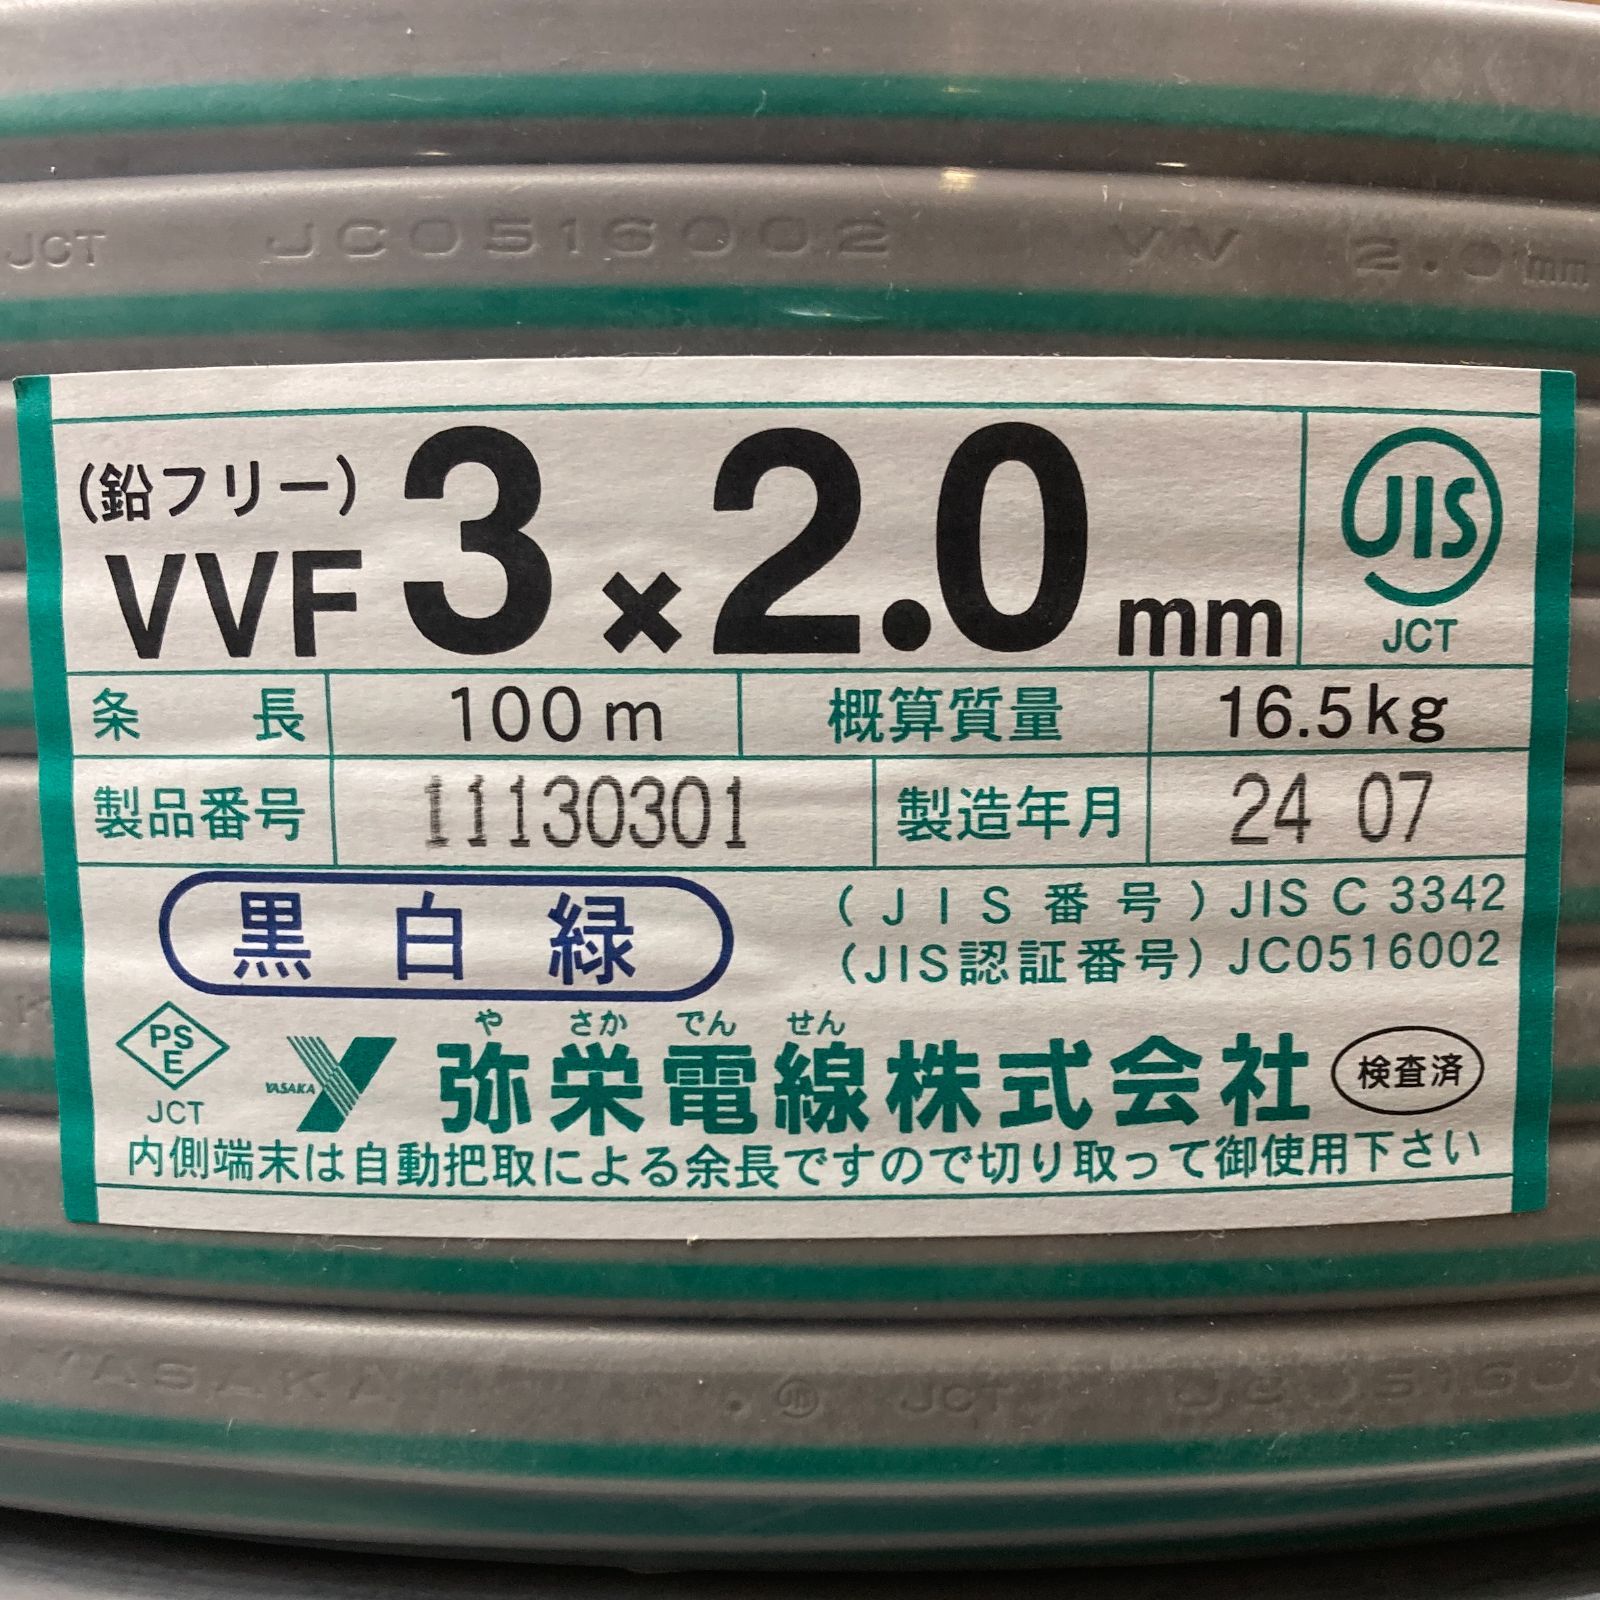 JCT JC0516002 VV 2.0mm
(鉛フリー)
VVF 3×2.0mm
JIS
JCT
条長 100m 概算質量 16.5kg
製品番号 11130301 製造年月 24 07
黒 白 緑
(JIS番号) JIS C 3342
(JIS認証番号) JC0516002
PSE
JCT
YASAKA
や さか でん せん
弥栄電線株式会社
検査済
内側端末は自動把取による余長ですので切り取って御使用下さい
YASAKA . JIS JCT